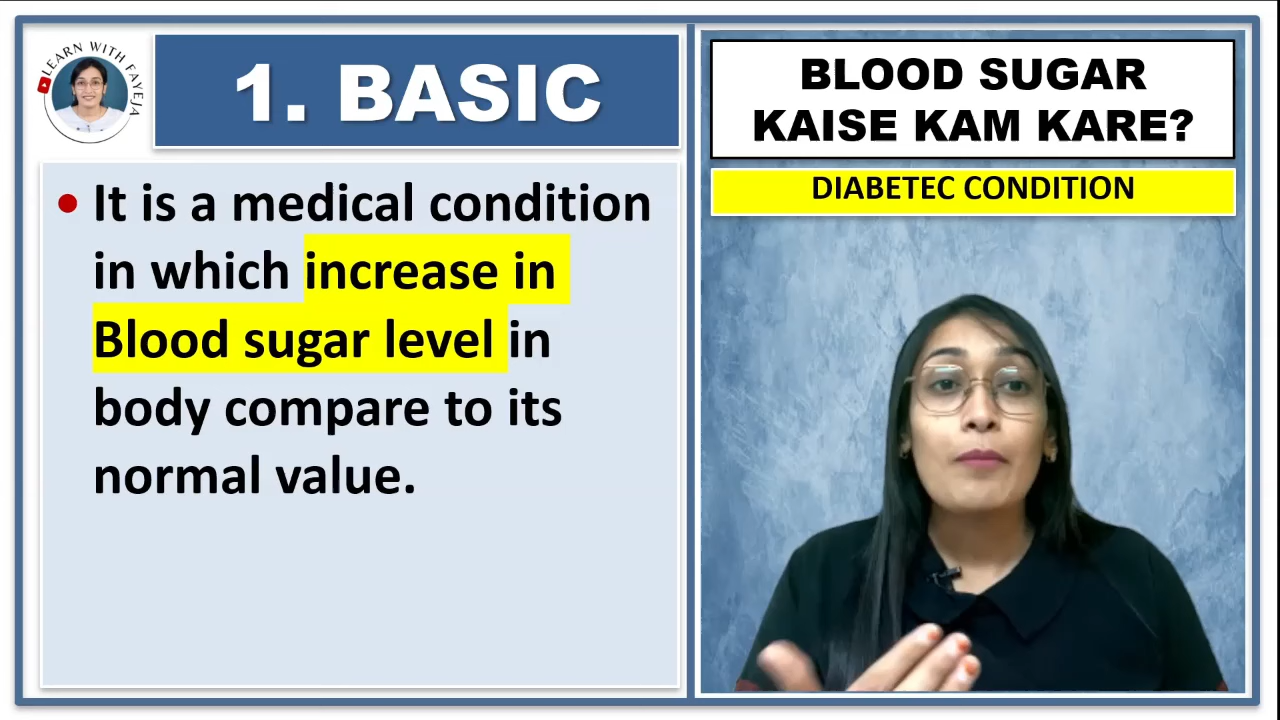 LEARN WITH FAYEJA
1. BASIC
• It is a medical condition
in which increase in
Blood sugar level in
body compare to its
normal value.
BLOOD SUGAR
KAISE KAM KARE?
DIABETEC CONDITION